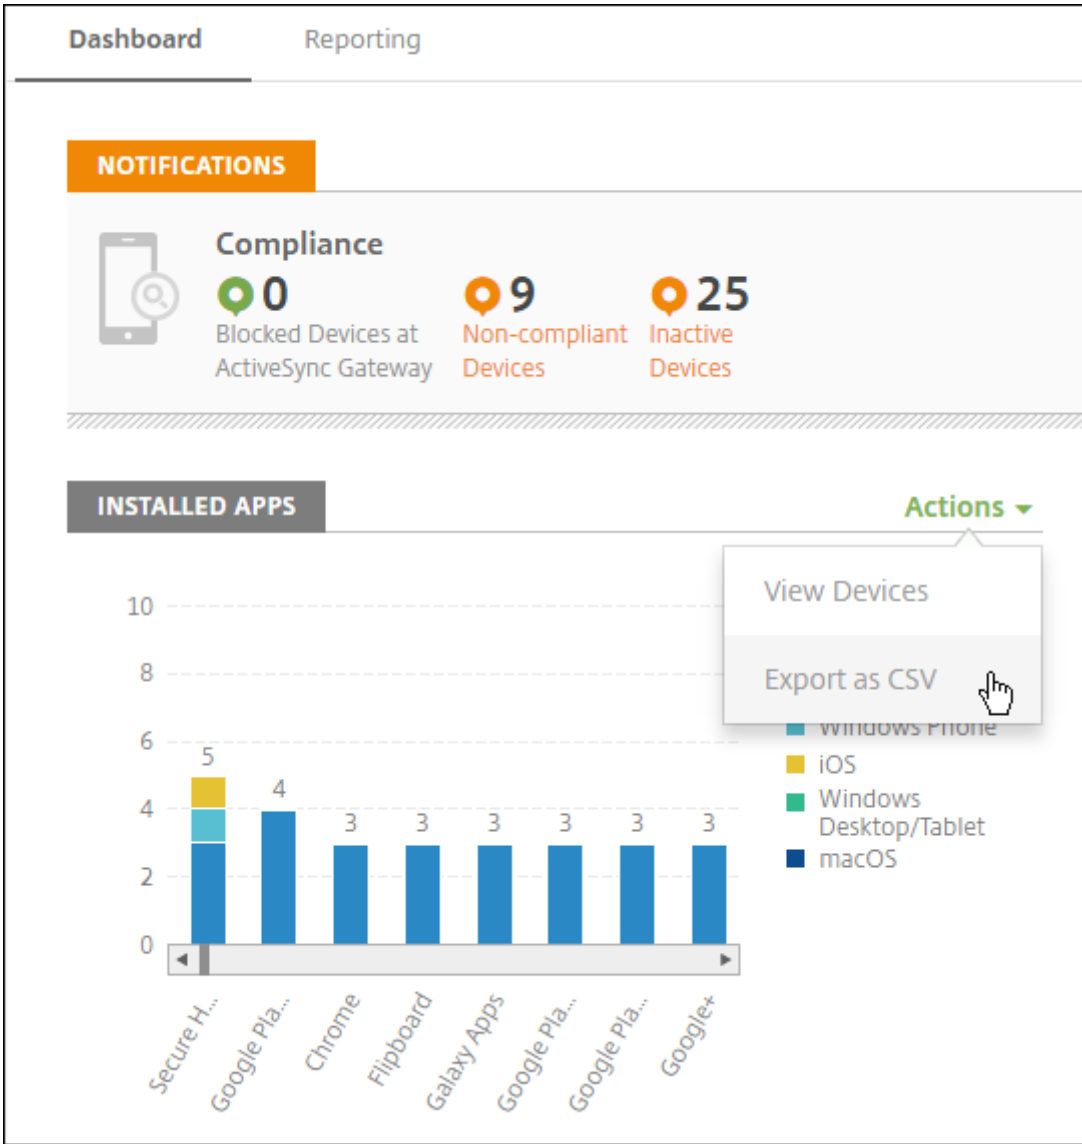 Dashboard
Reporting
NOTIFICATIONS
Compliance
0
9
25
Blocked Devices at
ActiveSync Gateway
Non-compliant
Devices
Inactive
Devices
INSTALLED APPS
Actions
View Devices
Export as CSV
Windows Phone
iOS
Windows
Desktop/Tablet
macOS
10
8
6
4
2
0
5
4
3
3
3
3
3
3
Secure H...
Google Pla...
Chrome
Flipboard
Galaxy Apps
Google Pla...
Google Pla...
Google+